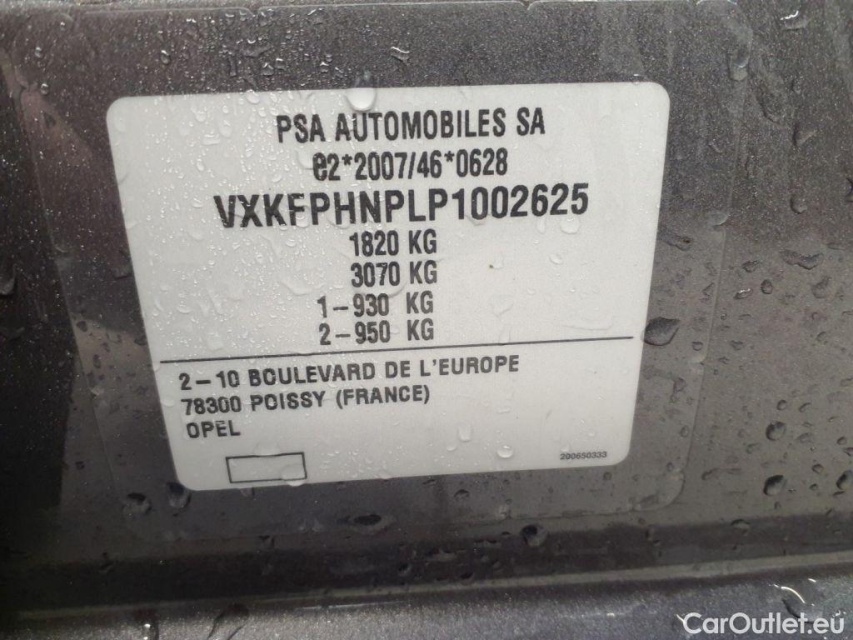 PSA AUTOMOBILES SA
e2*2007/46*0628
VXKFPHNPLP1002625
1820 KG
3070 KG
1-930 KG
2-950 KG
2-10 BOULEVARD DE L'EUROPE
78300 POISSY (FRANCE)
OPEL
200650333
CarOutlet.eu